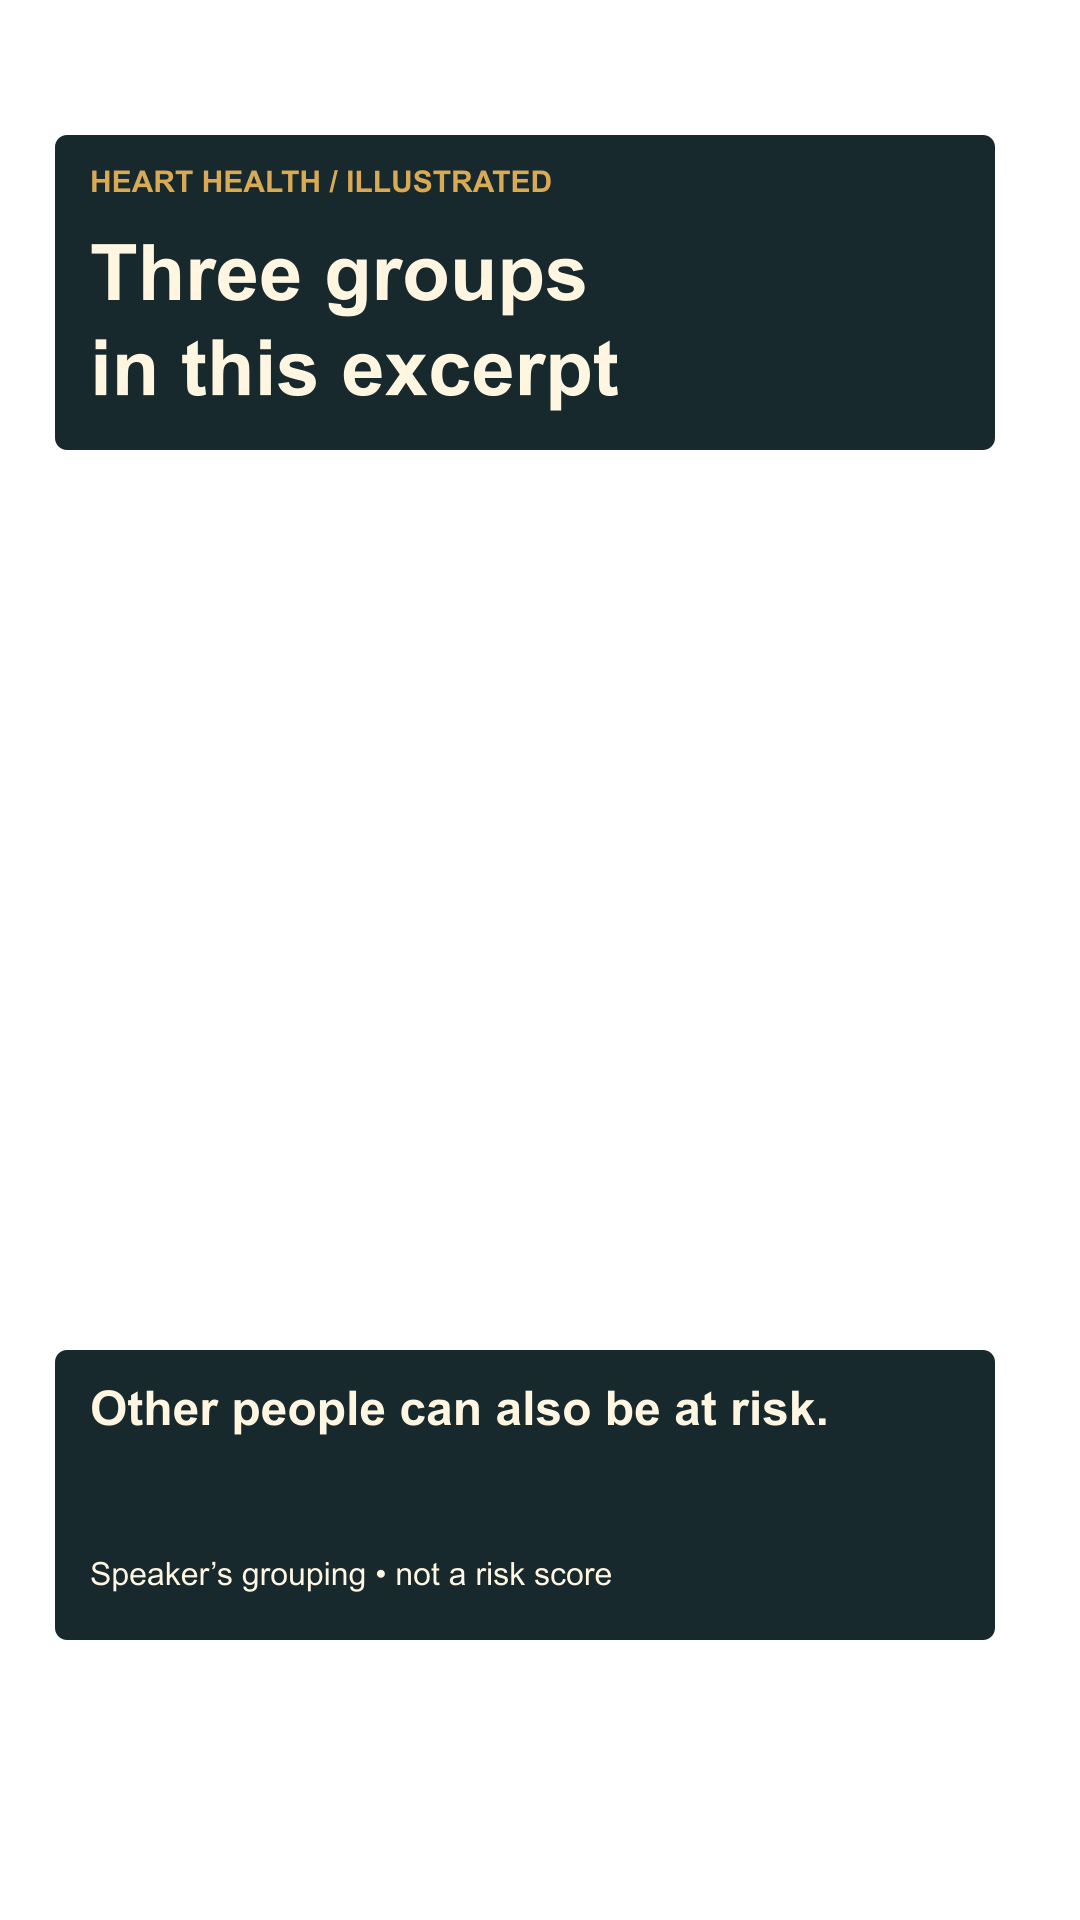 HEART HEALTH / ILLUSTRATED
Three groups
in this excerpt
Other people can also be at risk.
Speaker’s grouping • not a risk score